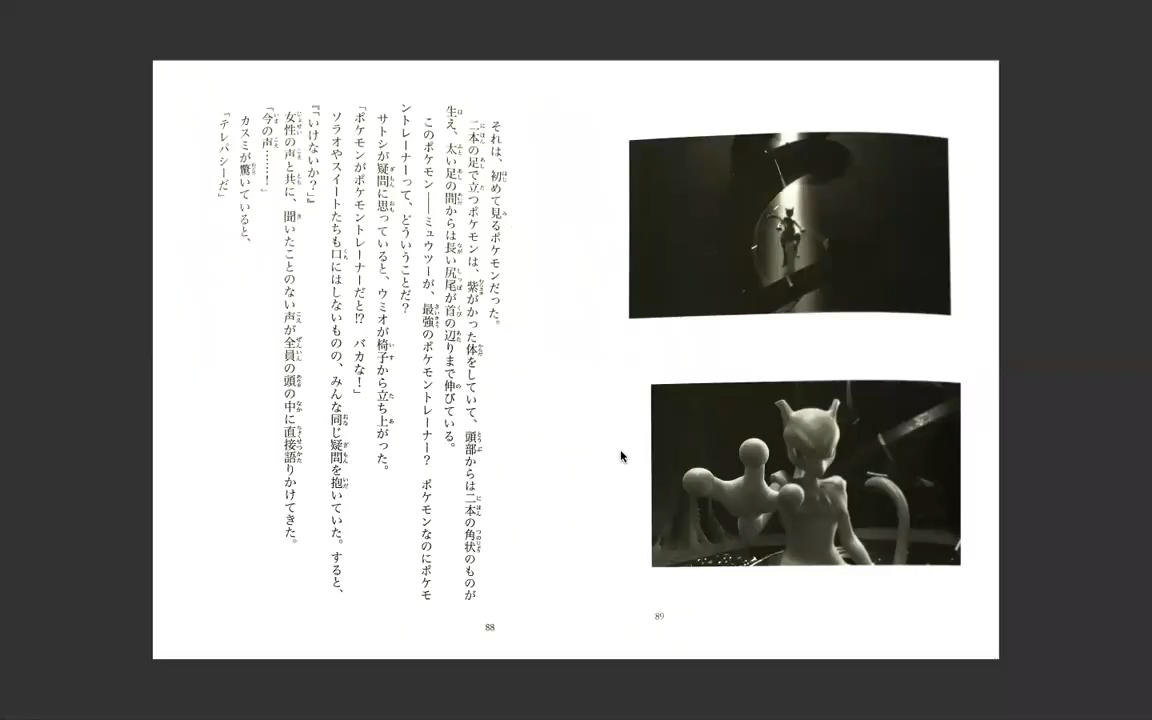 それは、初めて見るポケモンだった。
二本の足で立つポケモンは、紫がかった体をしていて、頭部からは二本の角状のものが
生え、太い足の間からは長い尻尾が首の辺りまで伸びている。
このポケモン――ミュウツーが、最強のポケモントレーナー？　ポケモンなのにポケモ
ントレーナーって、どういうことだ？
サトシが疑問に思っていると、ウミオが椅子から立ち上がった。
「ポケモンがポケモントレーナーだと!?　バカな！」
ソラオやスイートたちも口にはしないものの、みんな同じ疑問を抱いていた。すると、
『「いけないか？」』
女性の声と共に、聞いたことのない声が全員の頭の中に直接語りかけてきた。
「今の声………！」
カスミが驚いていると、
「テレパシーだ」
88
89